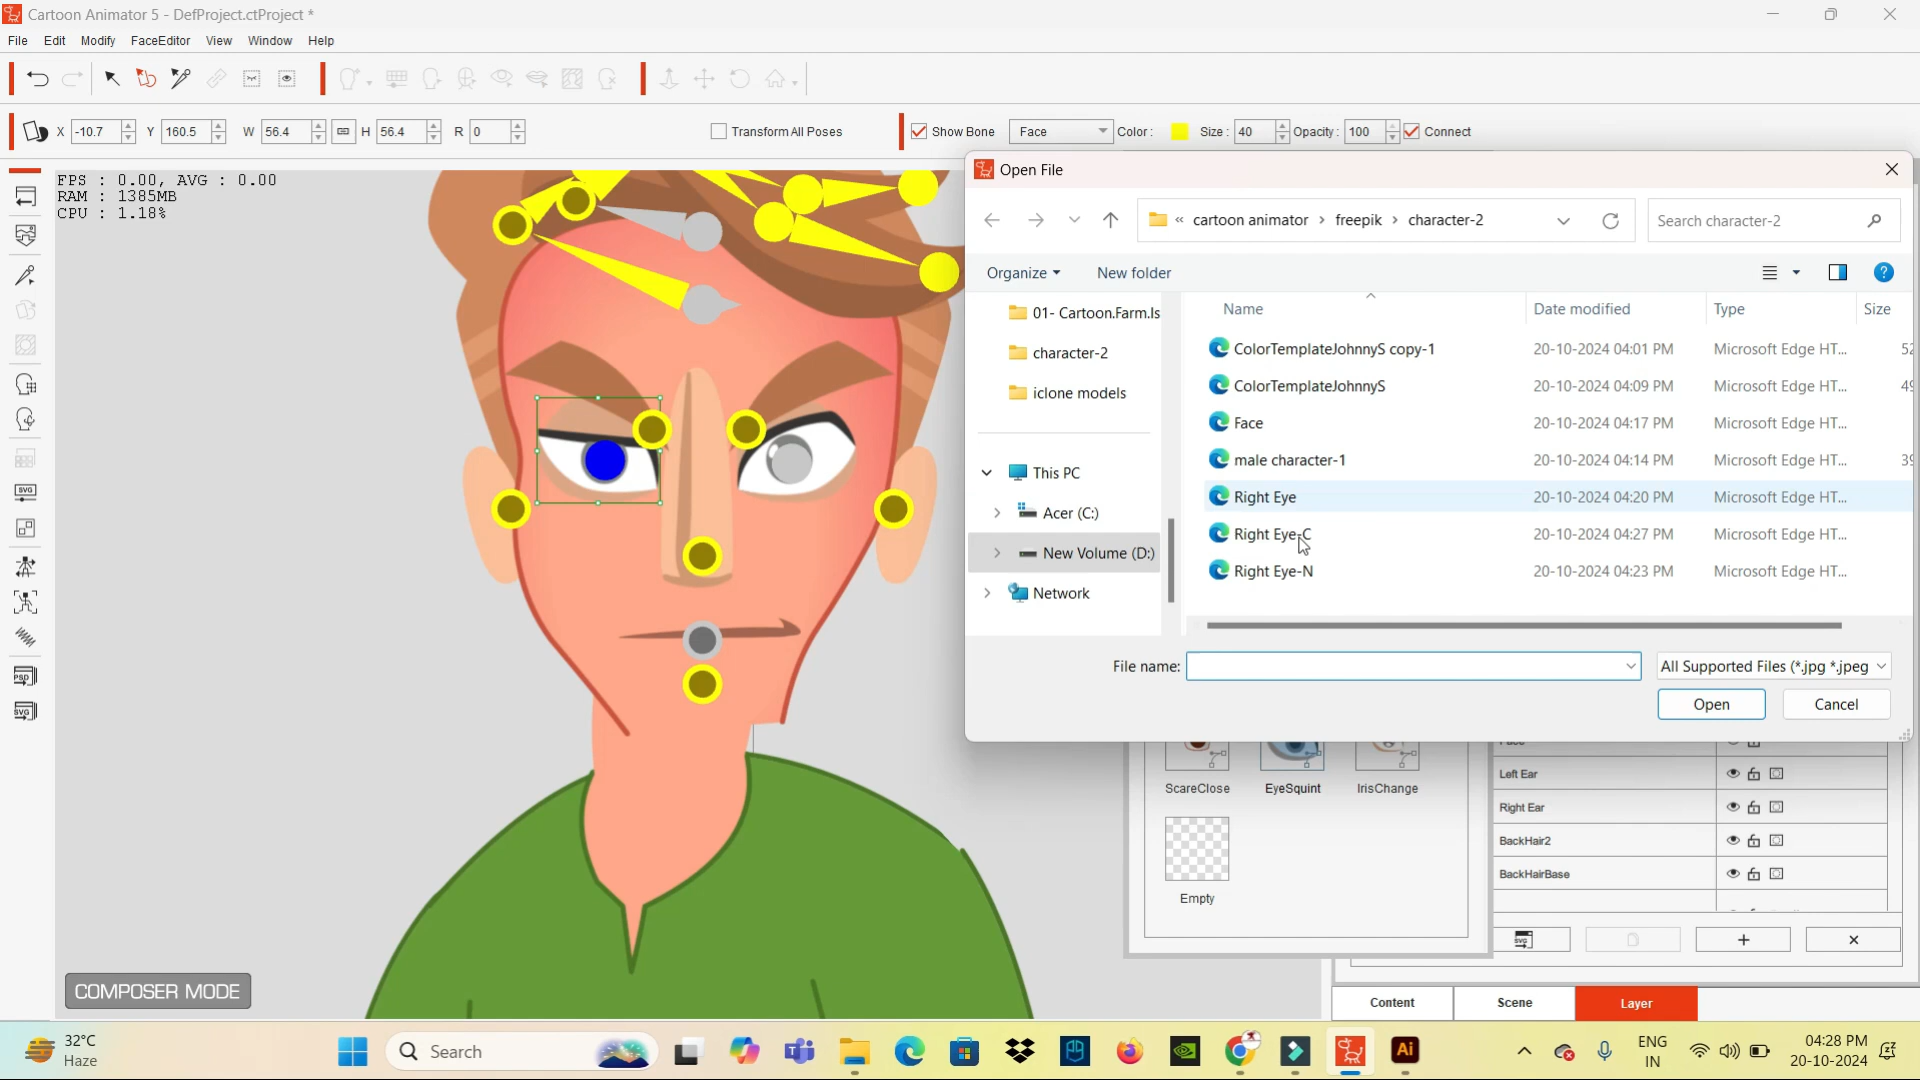 Cartoon Animator 5 - DefProject.ctProject *
File Edit Modify FaceEditor View Window Help
X -10.7 Y 160.5 W 56.4 H 56.4 R 0 Transform All Poses Show Bone Face Color : Size : 40 Opacity : 100 Connect
FPS : 0.00, AVG : 0.00
RAM : 1385MB
CPU : 1.18%
Open File
« cartoon animator › freepik › character-2
Search character-2
Organize New folder
Name Date modified Type Size
01- Cartoon.Farm.Is
character-2
iclone models
This PC
Acer (C:)
New Volume (D:)
Network
ColorTemplateJohnnyS copy-1 20-10-2024 04:01 PM Microsoft Edge HT... 52
ColorTemplateJohnnyS 20-10-2024 04:09 PM Microsoft Edge HT... 49
Face 20-10-2024 04:17 PM Microsoft Edge HT...
male character-1 20-10-2024 04:14 PM Microsoft Edge HT... 39
Right Eye 20-10-2024 04:20 PM Microsoft Edge HT...
Right Eye-C 20-10-2024 04:27 PM Microsoft Edge HT...
Right Eye-N 20-10-2024 04:23 PM Microsoft Edge HT...
File name: All Supported Files (*.jpg *.jpeg
Open Cancel
ScareClose EyeSquint IrisChange
Empty
Left Ear
Right Ear
BackHair2
BackHairBase
SVG
PSD
SVG
SVG
Content Scene Layer
COMPOSER MODE
32°C
Haze
Search
Ai
ENG
IN
04:28 PM
20-10-2024